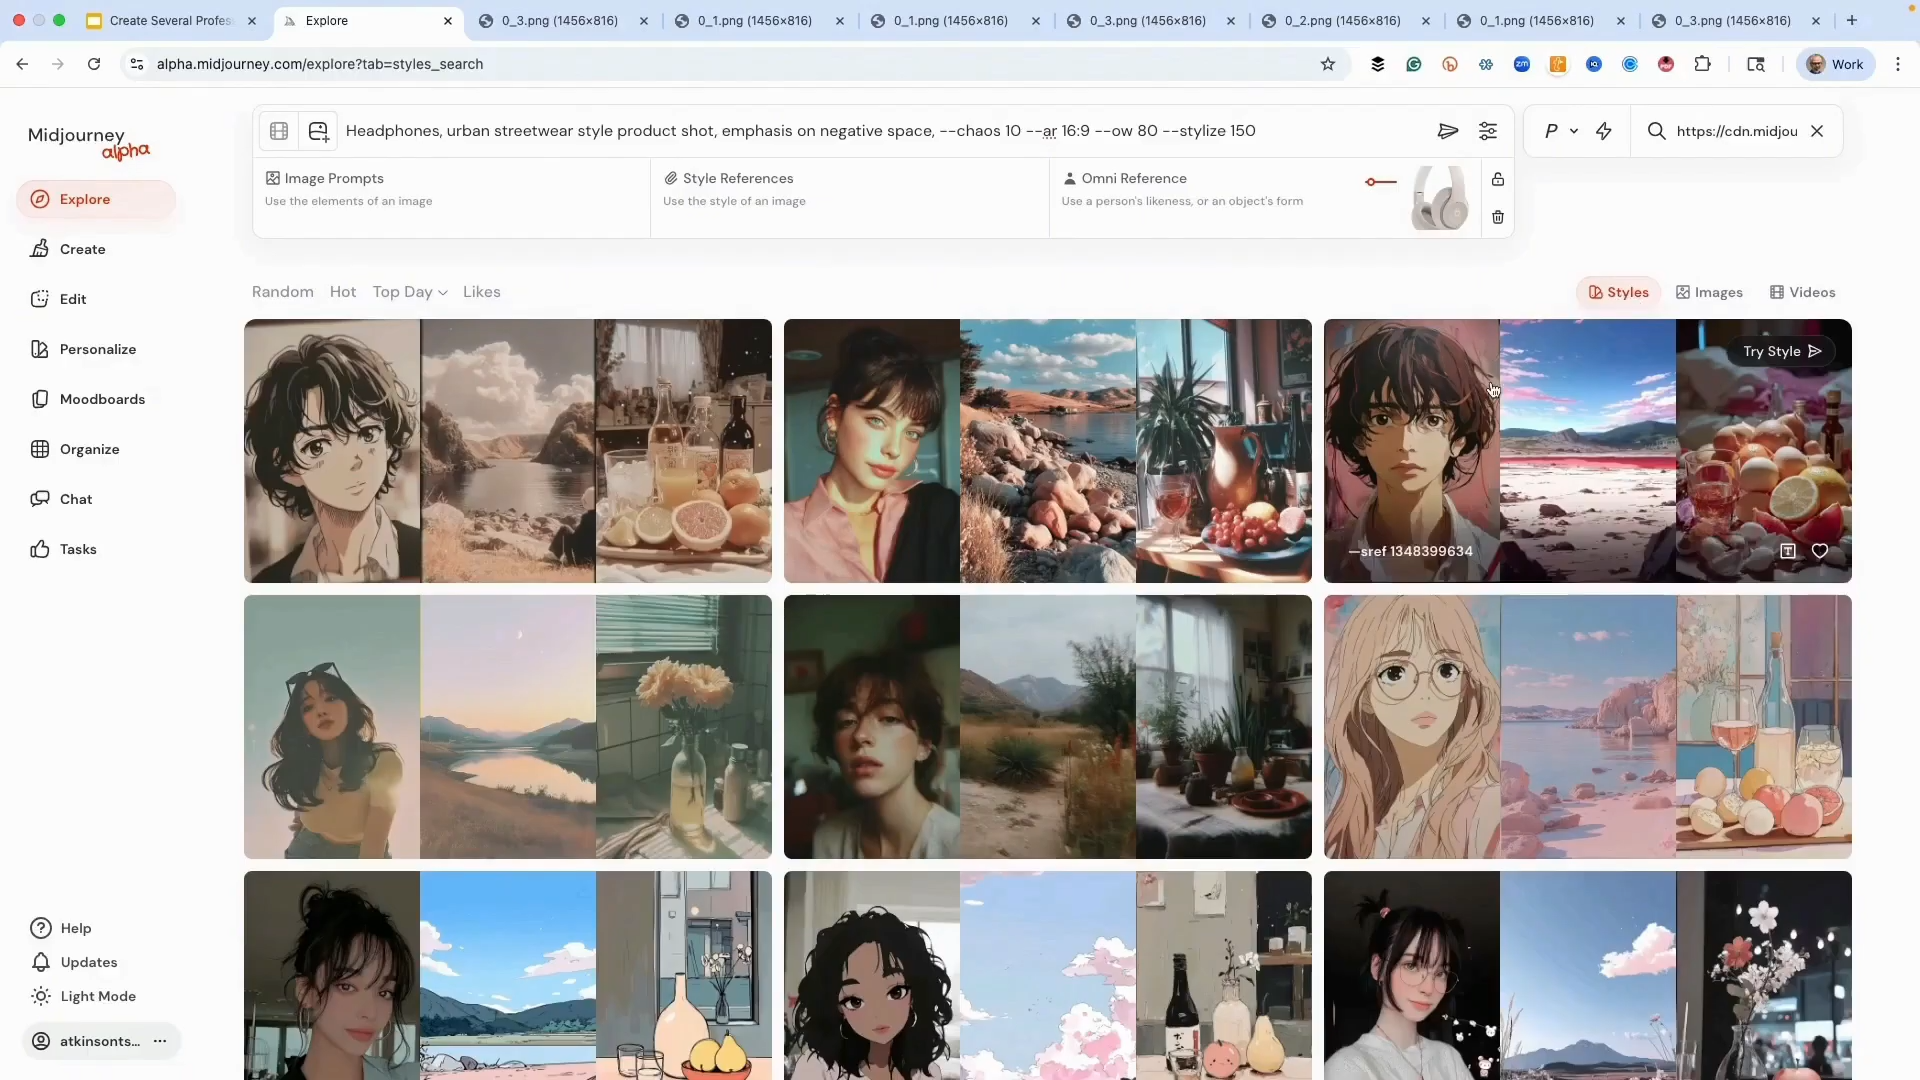 Create Several Profes
Explore
0_3.png (1456×816)
0_1.png (1456×816)
0_1.png (1456×816)
0_3.png (1456×816)
0_2.png (1456×816)
0_1.png (1456×816)
0_3.png (1456×816)
alpha.midjourney.com/explore?tab=styles_search
Work
Midjourney
alpha
Headphones, urban streetwear style product shot, emphasis on negative space, --chaos 10 --ar 16:9 --ow 80 --stylize 150
P
https://cdn.midjou
Image Prompts
Use the elements of an image
Style References
Use the style of an image
Omni Reference
Use a person's likeness, or an object's form
Explore
Create
Edit
Personalize
Moodboards
Organize
Chat
Tasks
Random
Hot
Top Day
Likes
Styles
Images
Videos
Try Style
—sref 1348399634
Help
Updates
Light Mode
atkinsonts...